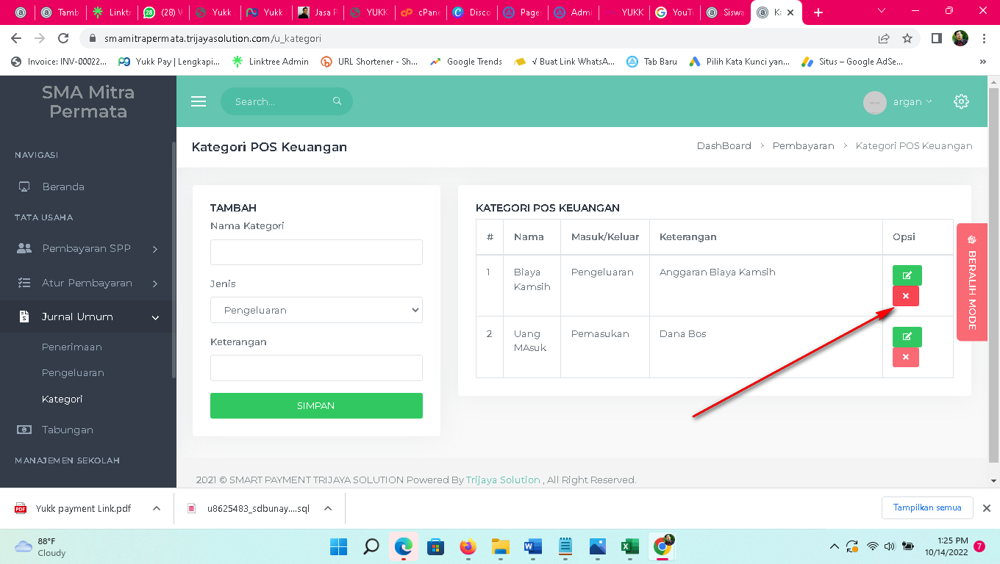 Tamb
Linktr
28
(28) V
Yukk
Yukk
Jasa P
YUKK
cPane
Disco
Page
Admi
YUKK
YouTu
Siswa
Ka
smamitrapermata.trijayasolution.com/u_kategori
Invoice: INV-00022...
Yukk Pay | Lengkapi...
Linktree Admin
URL Shortener - Sh...
Google Trends
√ Buat Link WhatsA...
Tab Baru
Pilih Kata Kunci yan...
Situs – Google AdSe...
»
SMA Mitra
Permata
Search...
argan
NAVIGASI
Beranda
TATA USAHA
Pembayaran SPP
Atur Pembayaran
Jurnal Umum
Penerimaan
Pengeluaran
Kategori
Tabungan
MANAJEMEN SEKOLAH
Kategori POS Keuangan
DashBoard > Pembayaran > Kategori POS Keuangan
TAMBAH
Nama Kategori
Jenis
Pengeluaran
Keterangan
SIMPAN
KATEGORI POS KEUANGAN
# Nama Masuk/Keluar Keterangan Opsi
1 Biaya Kamsih Pengeluaran Anggaran Biaya Kamsih
2 Uang MAsuk Pemasukan Dana Bos
BERALIH MODE
2021 © SMART PAYMENT TRIJAYA SOLUTION Powered By Trijaya Solution , All Right Reserved.
PDF
Yukk payment Link.pdf
u8625483_sdbunay....sql
Tampilkan semua
88°F
Cloudy
1:25 PM
10/14/2022
7